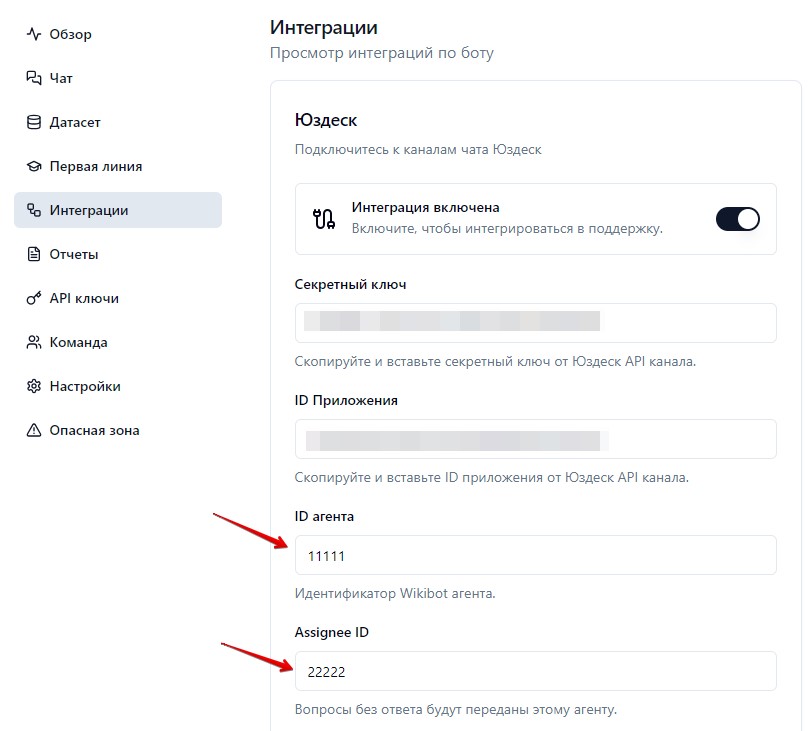 Обзор
Чат
Датасет
Первая линия
Интеграции
Отчеты
API ключи
Команда
Настройки
Опасная зона
Интеграции
Просмотр интеграций по боту
Юздеск
Подключитесь к каналам чата Юздеск
Интеграция включена
Включите, чтобы интегрироваться в поддержку.
Секретный ключ
Скопируйте и вставьте секретный ключ от Юздеск API канала.
ID Приложения
Скопируйте и вставьте ID приложения от Юздеск API канала.
ID агента
11111
Идентификатор Wikibot агента.
Assignee ID
22222
Вопросы без ответа будут переданы этому агенту.